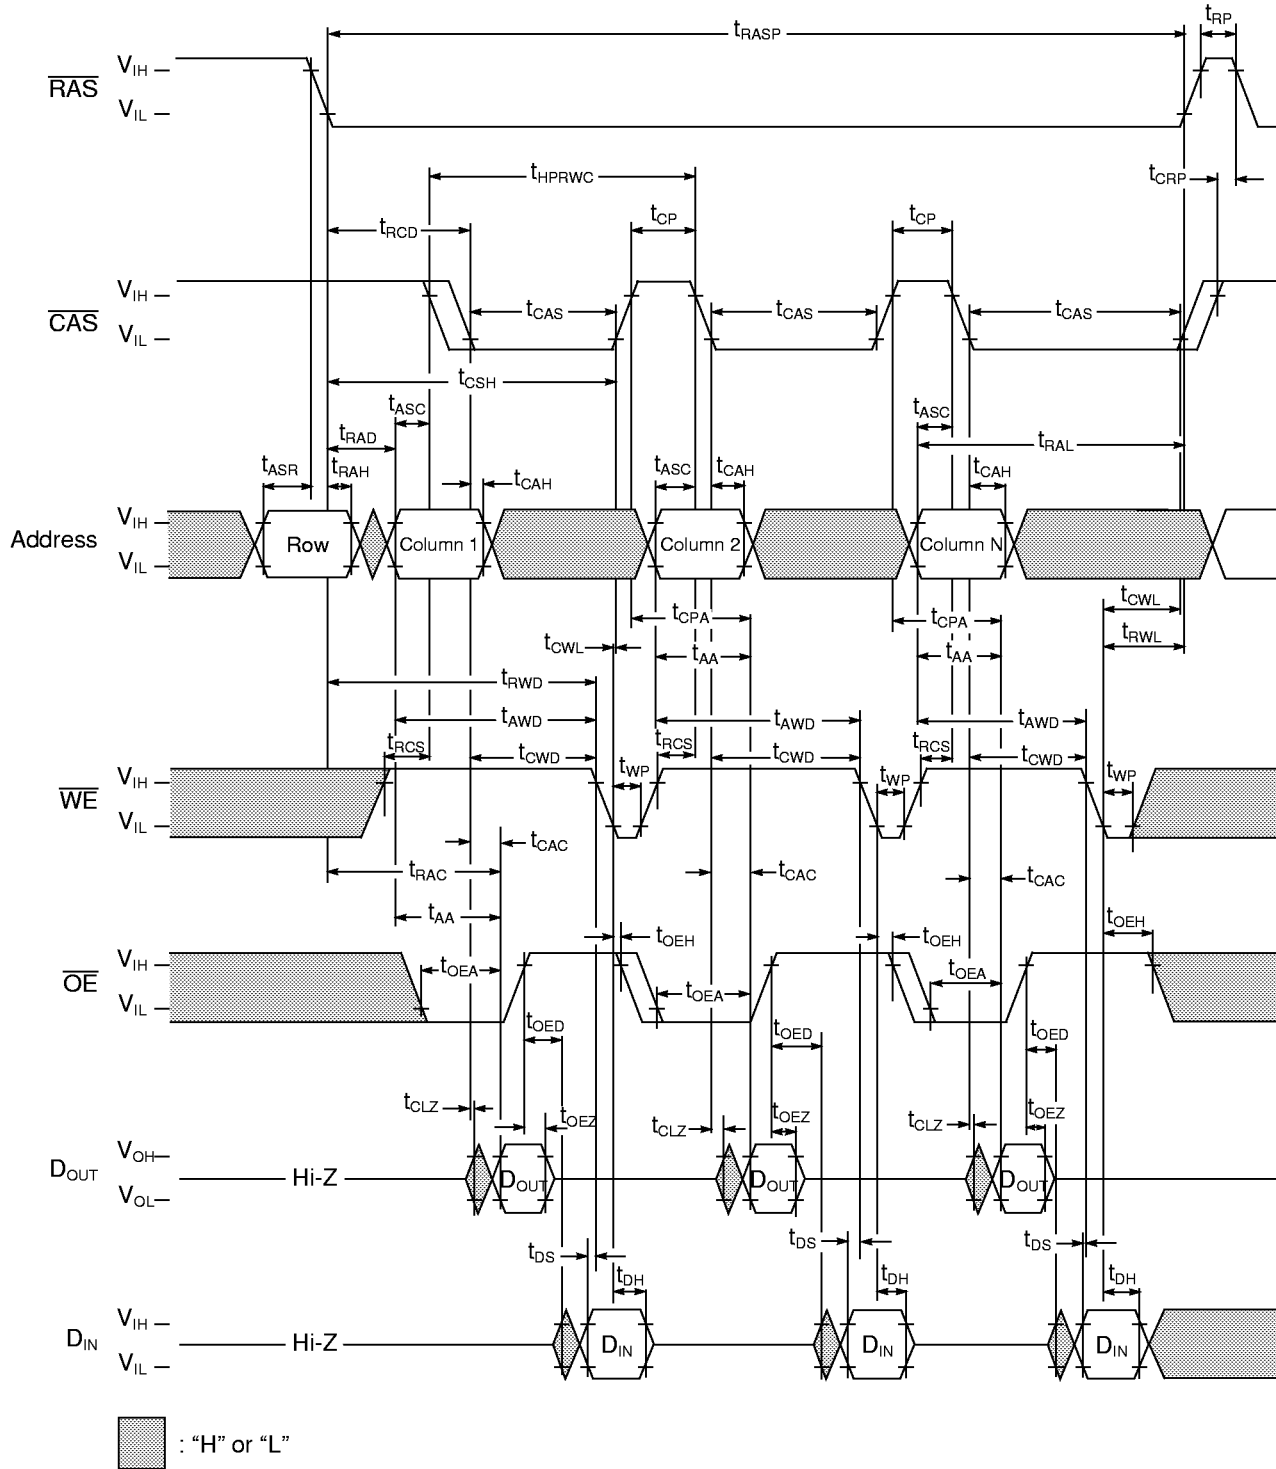 tRP
tRASP
RAS VIH
VIL
tHPRWC tCRP
tRCD tCP tCP
CAS VIH
VIL
tCAS tCAS tCAS
tCSH
tASC tASC
tRAD tRAL
tASR tRAH tCAH tASC tCAH tCAH
Address VIH
VIL
Row Column 1 Column 2 Column N
tCPA tCPA tCWL
tCWL tAA tAA tRWL
tRWD
tAWD tAWD tAWD
tRCS tCWD tRCS tCWD tRCS tCWD
tWP tWP tWP
WE VIH
VIL
tCAC
tRAC tCAC tCAC
tAA
tOEH tOEH tOEH
OE VIH
VIL
tOEA tOEA tOEA
tOED tOED tOED
tCLZ tOEZ tCLZ tOEZ tCLZ tOEZ
DOUT VOH
VOL
Hi-Z DOUT DOUT DOUT
tDS tDS tDS
tDH tDH tDH
DIN VIH
VIL
Hi-Z DIN DIN DIN
: “H” or “L”